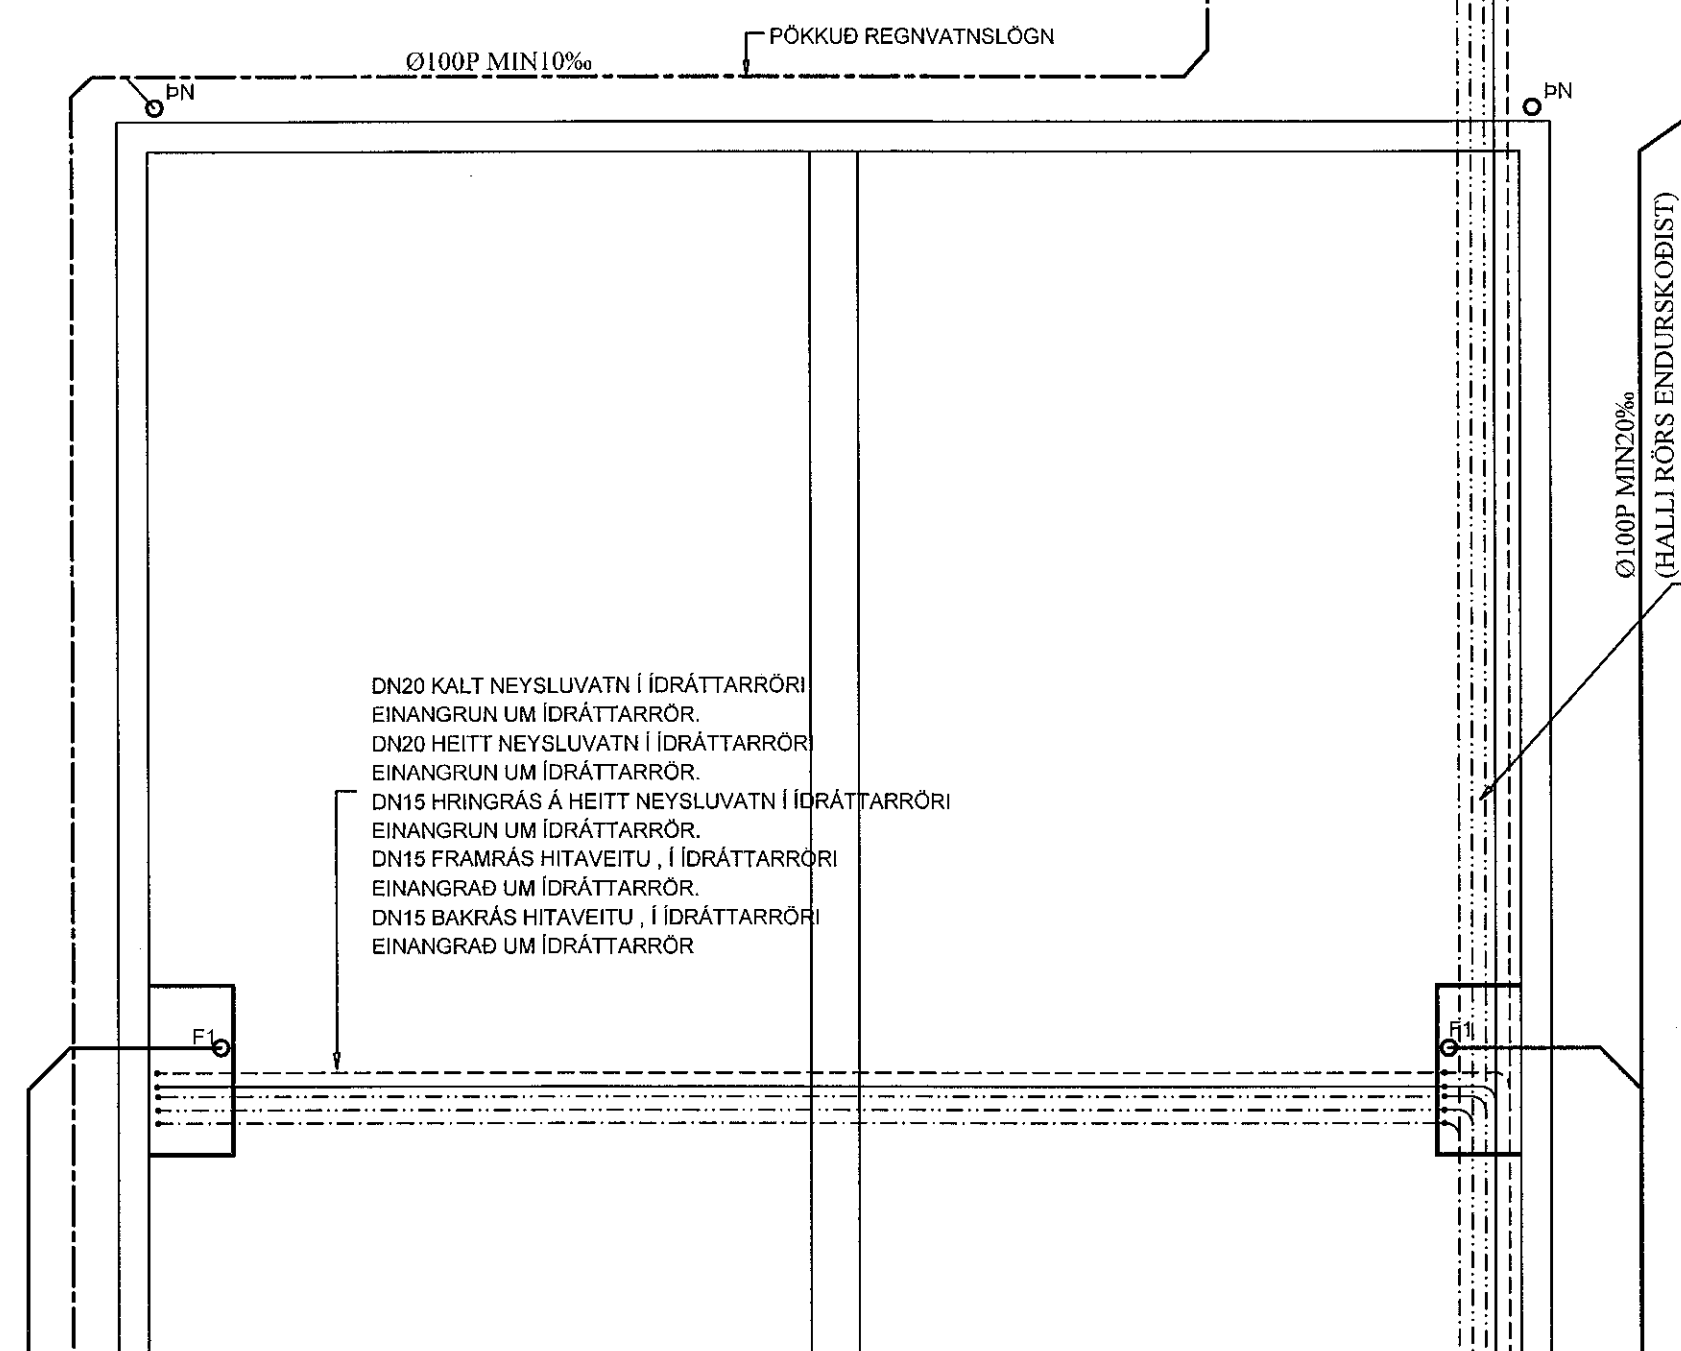 PÖKKUÐ REGNVATNSLÖGN
Ø100P MIN10‰
ÞN
ÞN
Ø100P MIN20‰
(HALLI RÖRS ENDURSKOÐIST)
DN20 KALT NEYSLUVATN Í ÍDRÁTTARRÖRI
EINANGRUN UM ÍDRÁTTARRÖR.
DN20 HEITT NEYSLUVATN Í ÍDRÁTTARRÖRI
EINANGRUN UM ÍDRÁTTARRÖR.
DN15 HRINGRÁS Á HEITT NEYSLUVATN Í ÍDRÁTTARRÖRI
EINANGRUN UM ÍDRÁTTARRÖR.
DN15 FRAMRÁS HITAVEITU , Í ÍDRÁTTARRÖRI
EINANGRAÐ UM ÍDRÁTTARRÖR.
DN15 BAKRÁS HITAVEITU , Í ÍDRÁTTARRÖRI
EINANGRAÐ UM ÍDRÁTTARRÖR
F1
F1